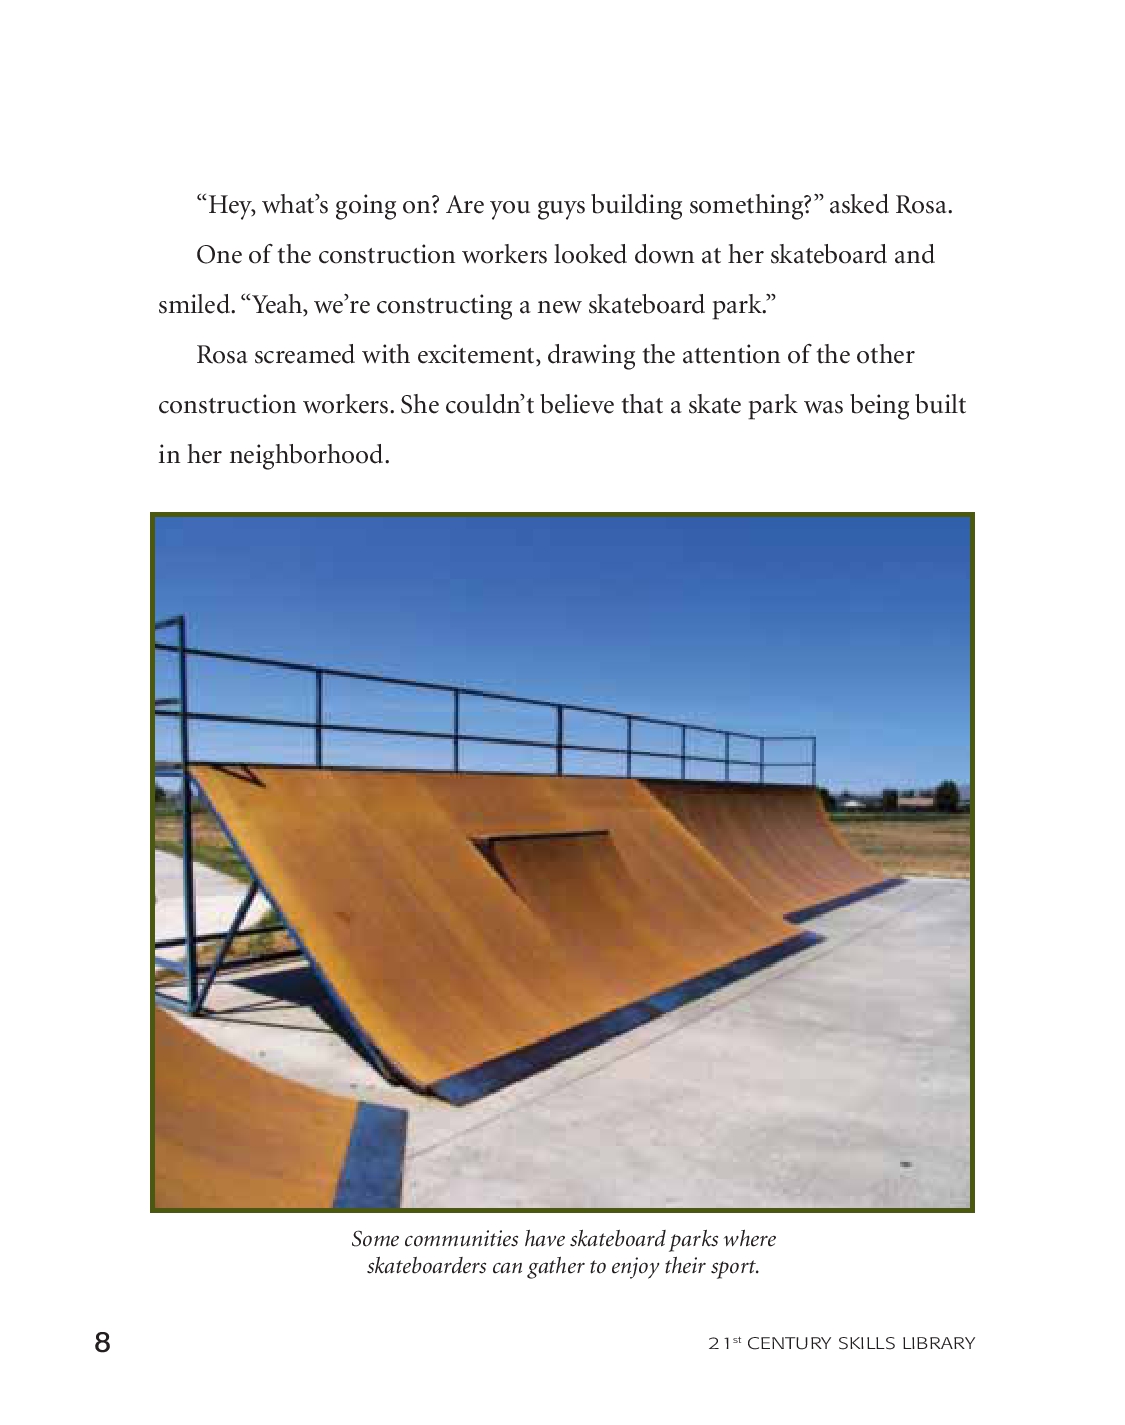 “Hey, what’s going on? Are you guys building something?” asked Rosa.
One of the construction workers looked down at her skateboard and
smiled. “Yeah, we’re constructing a new skateboard park.”
Rosa screamed with excitement, drawing the attention of the other
construction workers. She couldn’t believe that a skate park was being built
in her neighborhood.
Some communities have skateboard parks where
skateboarders can gather to enjoy their sport.
8
21st CENTURY SKILLS LIBRARY